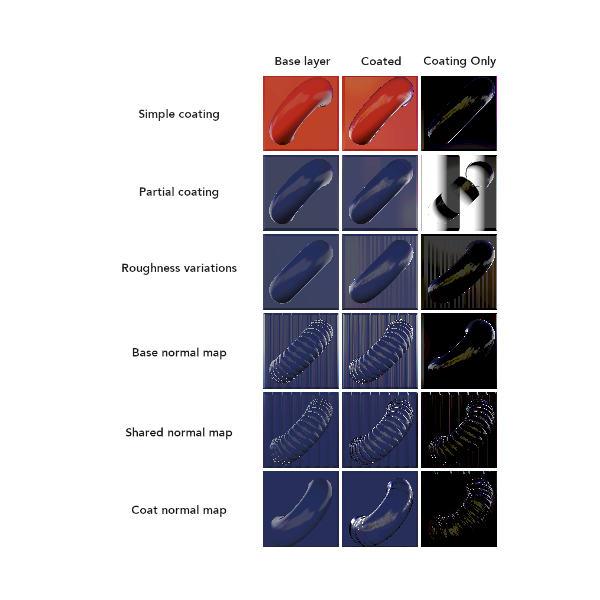 Base layer Coated Coating Only
Simple coating
Partial coating
Roughness variations
Base normal map
Shared normal map
Coat normal map